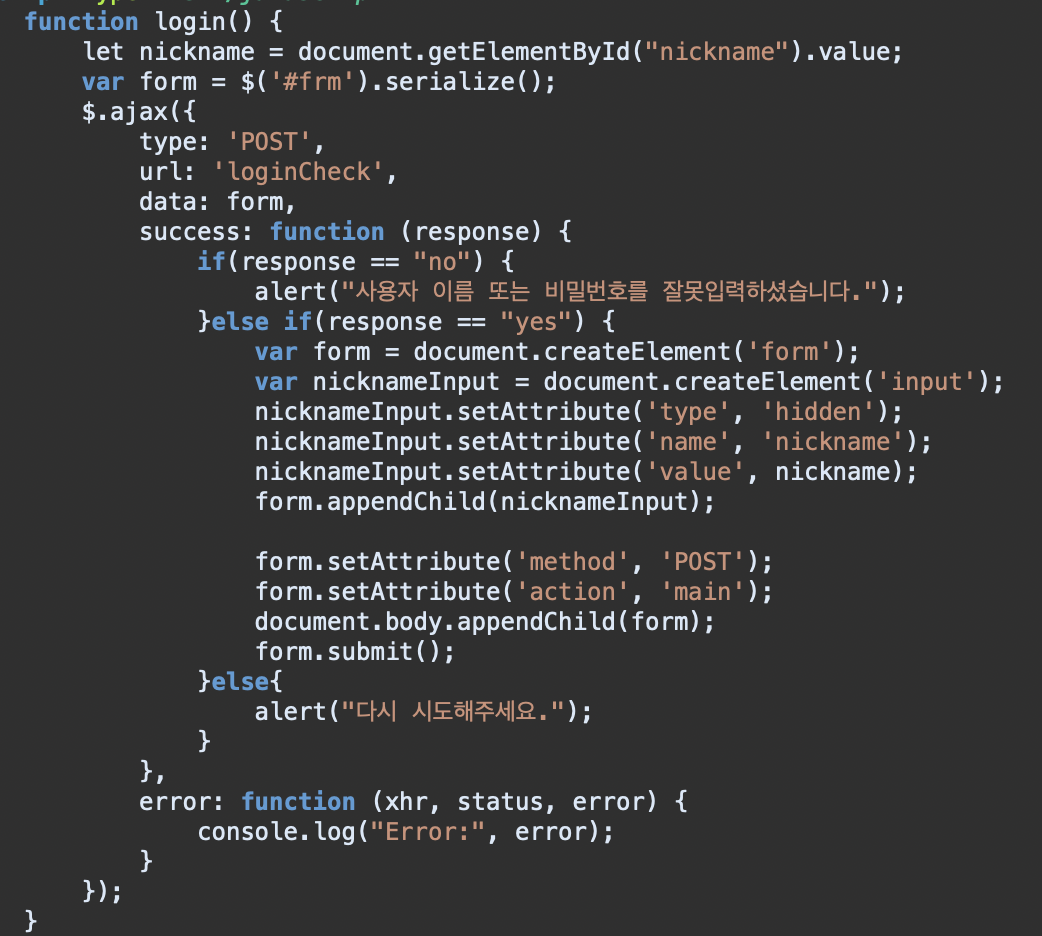 function login() {
    let nickname = document.getElementById("nickname").value;
    var form = $('#frm').serialize();
    $.ajax({
        type: 'POST',
        url: 'loginCheck',
        data: form,
        success: function (response) {
            if(response == "no") {
                alert("사용자 이름 또는 비밀번호를 잘못입력하셨습니다.");
            }else if(response == "yes") {
                var form = document.createElement('form');
                var nicknameInput = document.createElement('input');
                nicknameInput.setAttribute('type', 'hidden');
                nicknameInput.setAttribute('name', 'nickname');
                nicknameInput.setAttribute('value', nickname);
                form.appendChild(nicknameInput);

                form.setAttribute('method', 'POST');
                form.setAttribute('action', 'main');
                document.body.appendChild(form);
                form.submit();
            }else{
                alert("다시 시도해주세요.");
            }
        },
        error: function (xhr, status, error) {
            console.log("Error:", error);
        }
    });
}